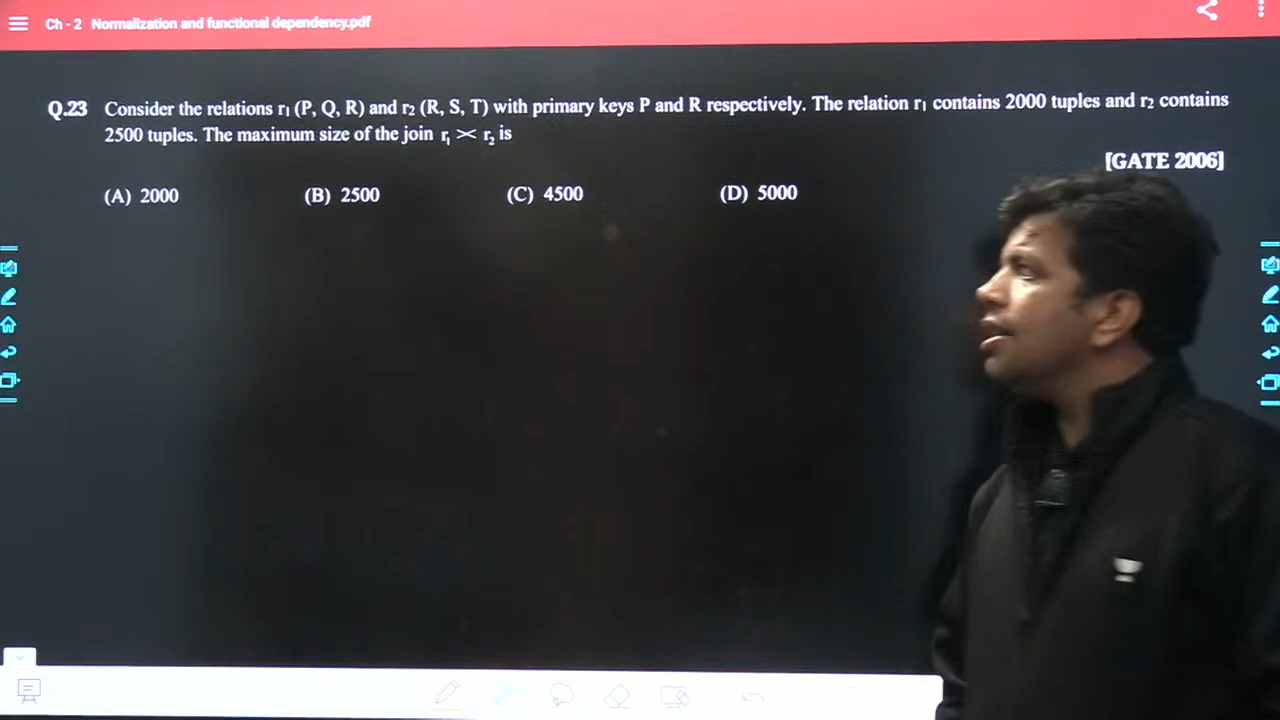 Ch - 2 Normalization and functional dependency.pdf
Q.23 Consider the relations r₁ (P, Q, R) and r₂ (R, S, T) with primary keys P and R respectively. The relation r₁ contains 2000 tuples and r₂ contains
2500 tuples. The maximum size of the join r₁ >< r₂ is
[GATE 2006]
(A) 2000 (B) 2500 (C) 4500 (D) 5000